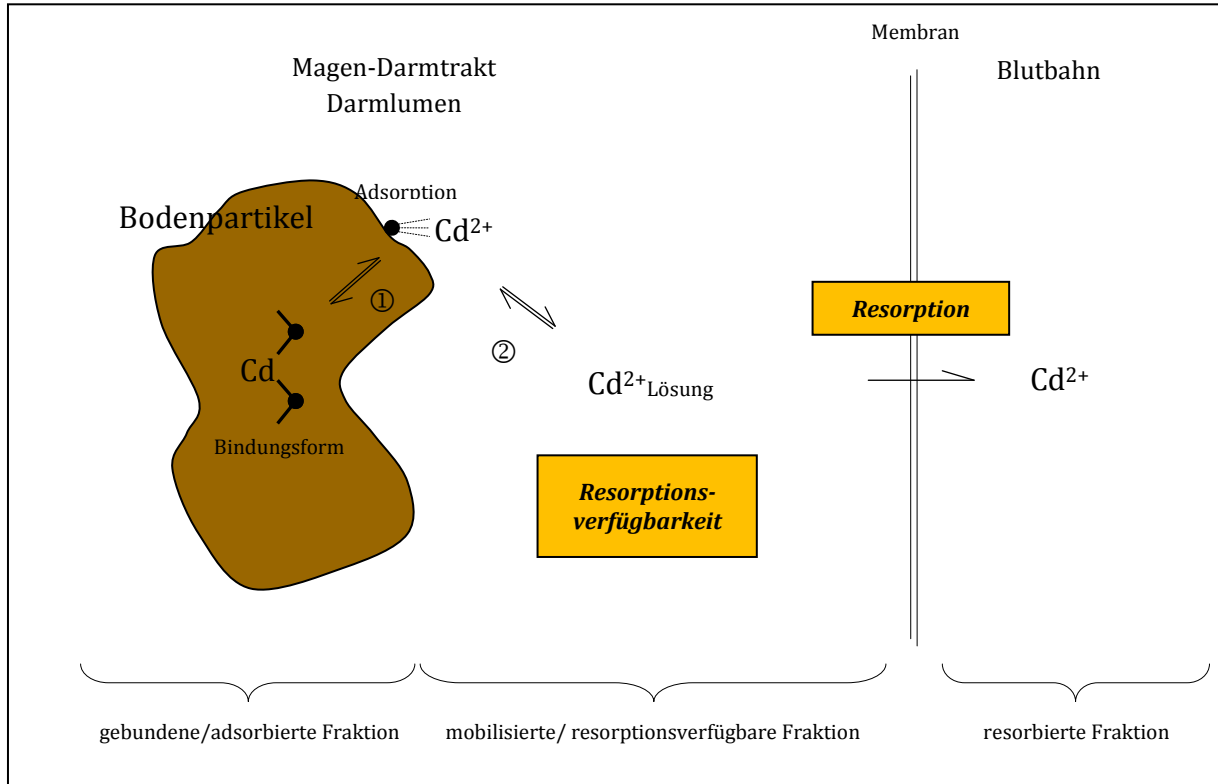 Membran
Magen-Darmtrakt
Darmlumen
Blutbahn
Adsorption
Bodenpartikel
Cd²⁺
①
Resorption
②
Cd
Cd²⁺Lösung
Cd²⁺
Bindungsform
Resorptions-
verfügbarkeit
gebundene/adsorbierte Fraktion
mobilisierte/ resorptionsverfügbare Fraktion
resorbierte Fraktion